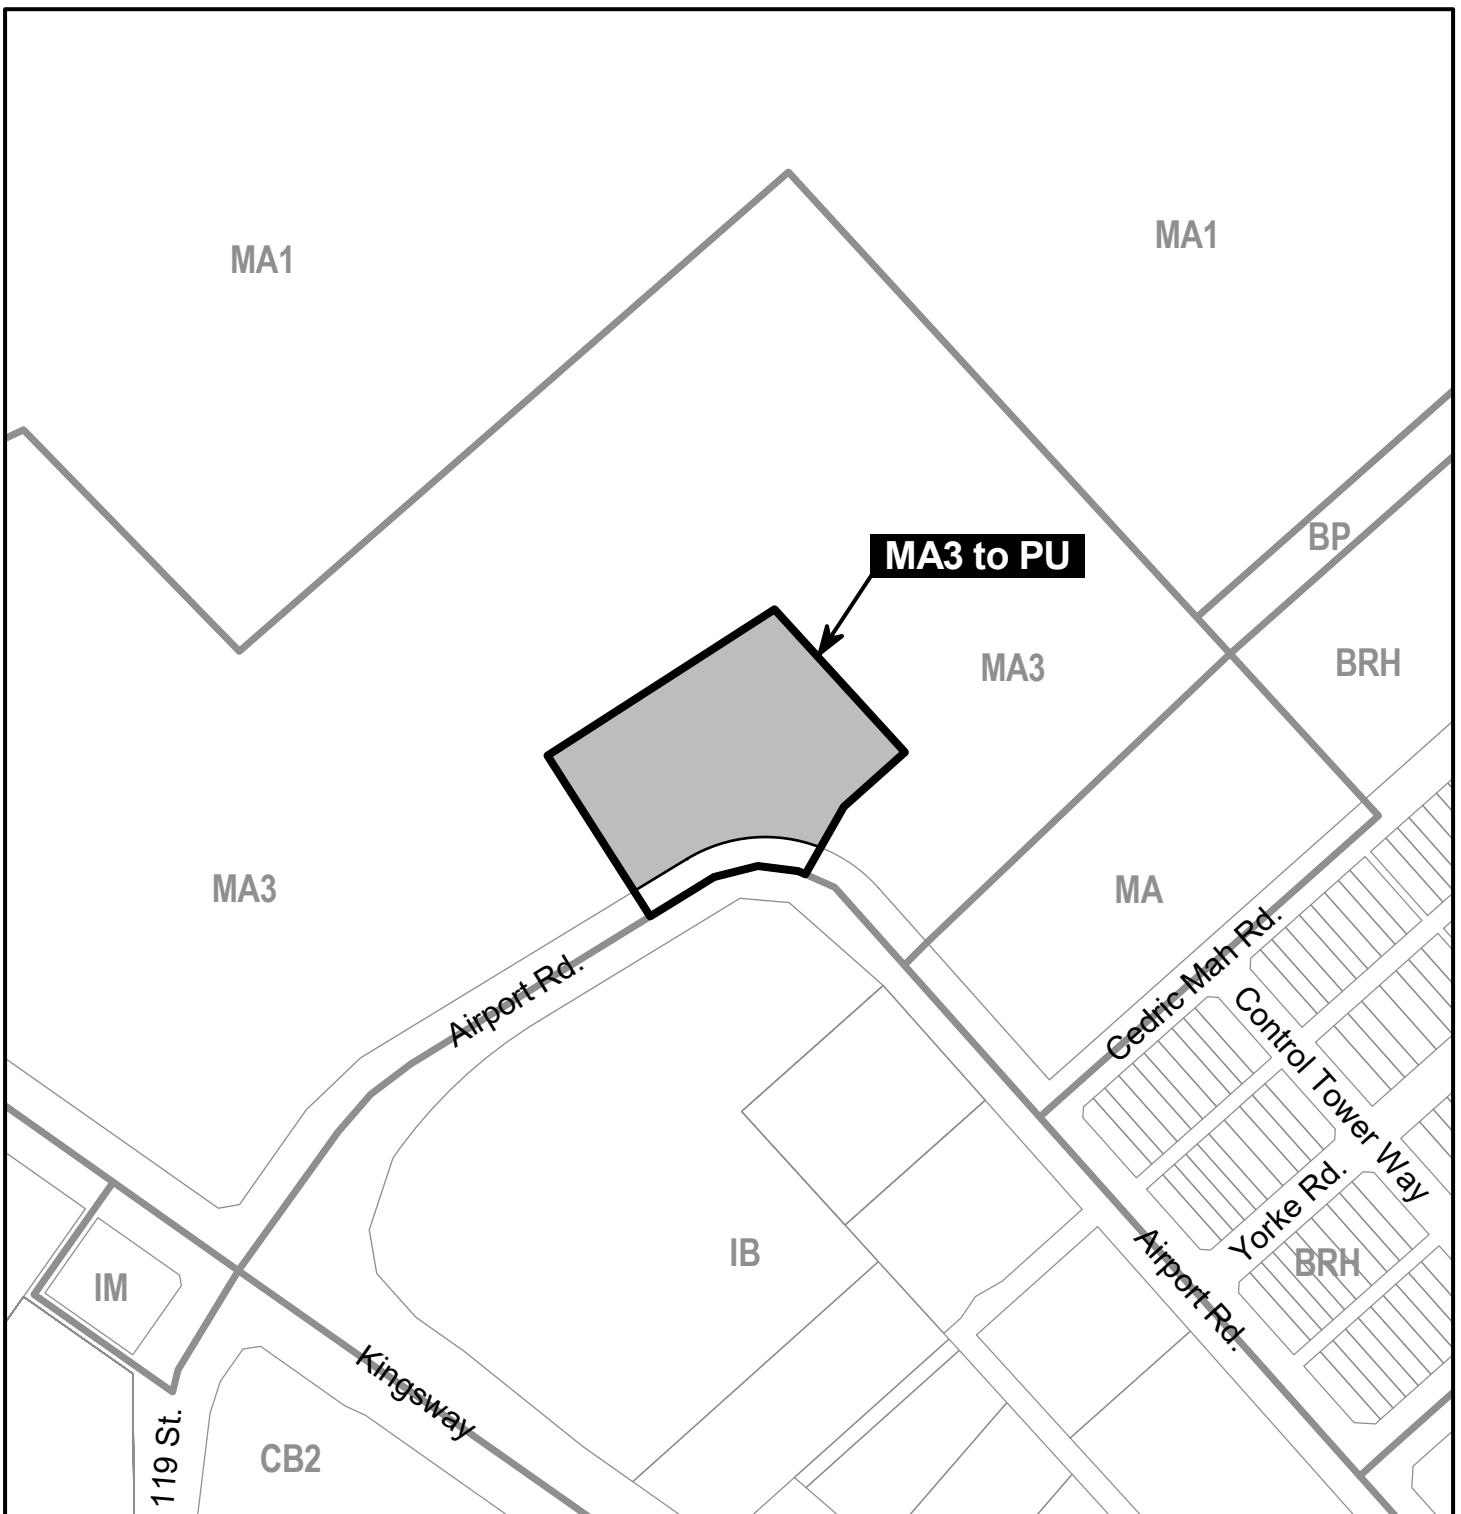 MA1
MA1
BP
MA3 to PU
MA3
BRH
MA3
MA
Cedric Mah Rd.
Airport Rd.
Control Tower Way
Yorke Rd.
IB
Airport Rd.
BRH
IM
Kingsway
119 St.
CB2